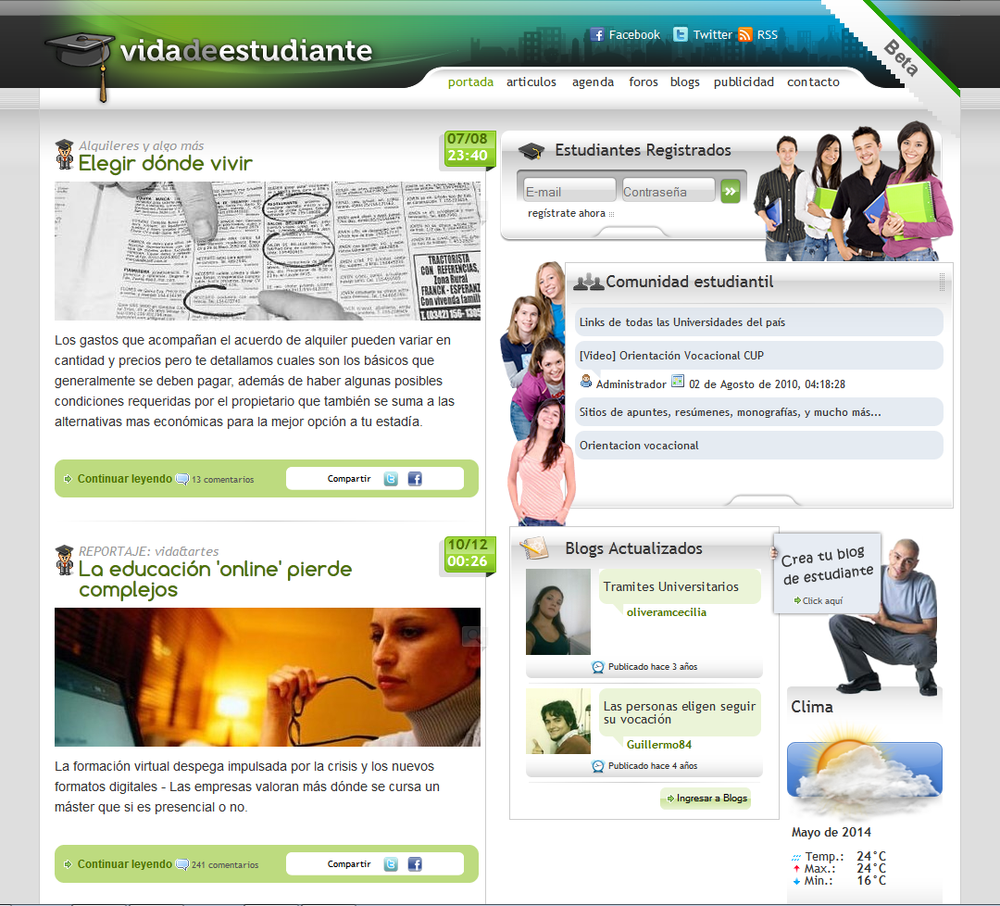 vidadeestudiante
Facebook Twitter RSS
Beta
portada articulos agenda foros blogs publicidad contacto
Alquileres y algo más
Elegir dónde vivir
07/08
23:40
TRACTORISTA
CON REFERENCIAS,
Zona Rural
FRANCK - ESPERANZ
Con vivenda famili
T.(0342) 156-1305
Los gastos que acompañan el acuerdo de alquiler pueden variar en
cantidad y precios pero te detallamos cuales son los básicos que
generalmente se deben pagar, además de haber algunas posibles
condiciones requeridas por el propietario que también se suma a las
alternativas mas económicas para la mejor opción a tu estadía.
Continuar leyendo 13 comentarios Compartir
REPORTAJE: vida&artes
La educación 'online' pierde
complejos
10/12
00:26
La formación virtual despega impulsada por la crisis y los nuevos
formatos digitales - Las empresas valoran más dónde se cursa un
máster que si es presencial o no.
Continuar leyendo 241 comentarios Compartir
Estudiantes Registrados
E-mail Contraseña
regístrate ahora
Comunidad estudiantil
Links de todas las Universidades del país
[Video] Orientación Vocacional CUP
Administrador 02 de Agosto de 2010, 04:18:28
Sitios de apuntes, resúmenes, monografías, y mucho más...
Orientacion vocacional
Blogs Actualizados
Tramites Universitarios
oliveramcecilia
Publicado hace 3 años
Las personas eligen seguir
su vocación
Guillermo84
Publicado hace 4 años
Ingresar a Blogs
Crea tu blog
de estudiante
Click aquí
Clima
Mayo de 2014
Temp.: 24°C
Max.: 24°C
Min.: 16°C